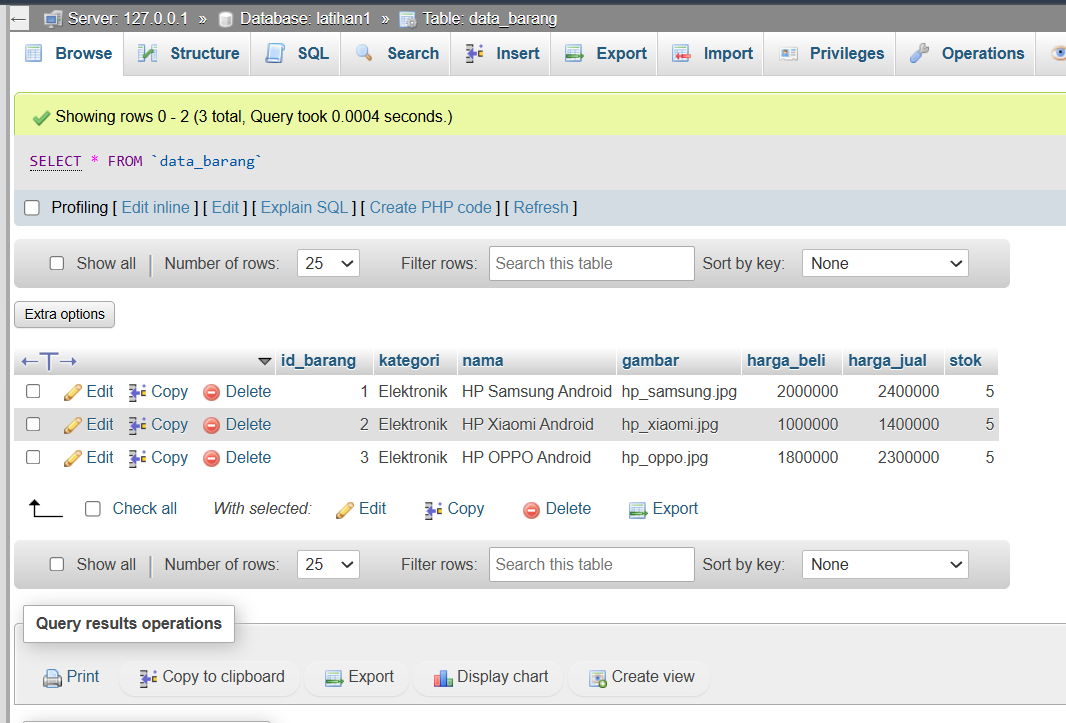 Server: 127.0.0.1 » Database: latihan1 » Table: data_barang
Browse Structure SQL Search Insert Export Import Privileges Operations
Showing rows 0 - 2 (3 total, Query took 0.0004 seconds.)
SELECT * FROM `data_barang`
Profiling [ Edit inline ] [ Edit ] [ Explain SQL ] [ Create PHP code ] [ Refresh ]
Show all | Number of rows: 25 Filter rows: Search this table Sort by key: None
Extra options
←T→ id_barang kategori nama gambar harga_beli harga_jual stok
Edit Copy Delete 1 Elektronik HP Samsung Android hp_samsung.jpg 2000000 2400000 5
Edit Copy Delete 2 Elektronik HP Xiaomi Android hp_xiaomi.jpg 1000000 1400000 5
Edit Copy Delete 3 Elektronik HP OPPO Android hp_oppo.jpg 1800000 2300000 5
Check all With selected: Edit Copy Delete Export
Show all | Number of rows: 25 Filter rows: Search this table Sort by key: None
Query results operations
Print Copy to clipboard Export Display chart Create view